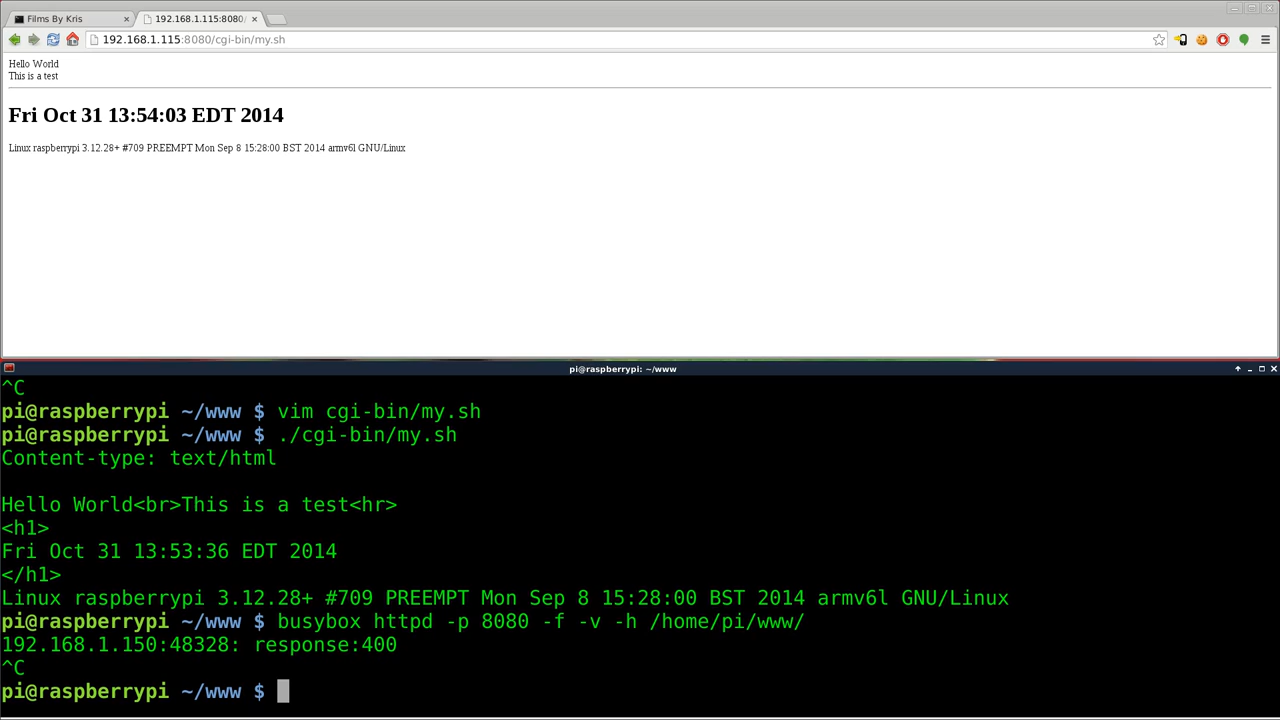 Films By Kris
192.168.1.115:8080/
192.168.1.115:8080/cgi-bin/my.sh
Hello World
This is a test
Fri Oct 31 13:54:03 EDT 2014
Linux raspberrypi 3.12.28+ #709 PREEMPT Mon Sep 8 15:28:00 BST 2014 armv6l GNU/Linux
pi@raspberrypi: ~/www
^C
pi@raspberrypi ~/www $ vim cgi-bin/my.sh
pi@raspberrypi ~/www $ ./cgi-bin/my.sh
Content-type: text/html
Hello World<br>This is a test<hr>
<h1>
Fri Oct 31 13:53:36 EDT 2014
</h1>
Linux raspberrypi 3.12.28+ #709 PREEMPT Mon Sep 8 15:28:00 BST 2014 armv6l GNU/Linux
pi@raspberrypi ~/www $ busybox httpd -p 8080 -f -v -h /home/pi/www/
192.168.1.150:48328: response:400
^C
pi@raspberrypi ~/www $